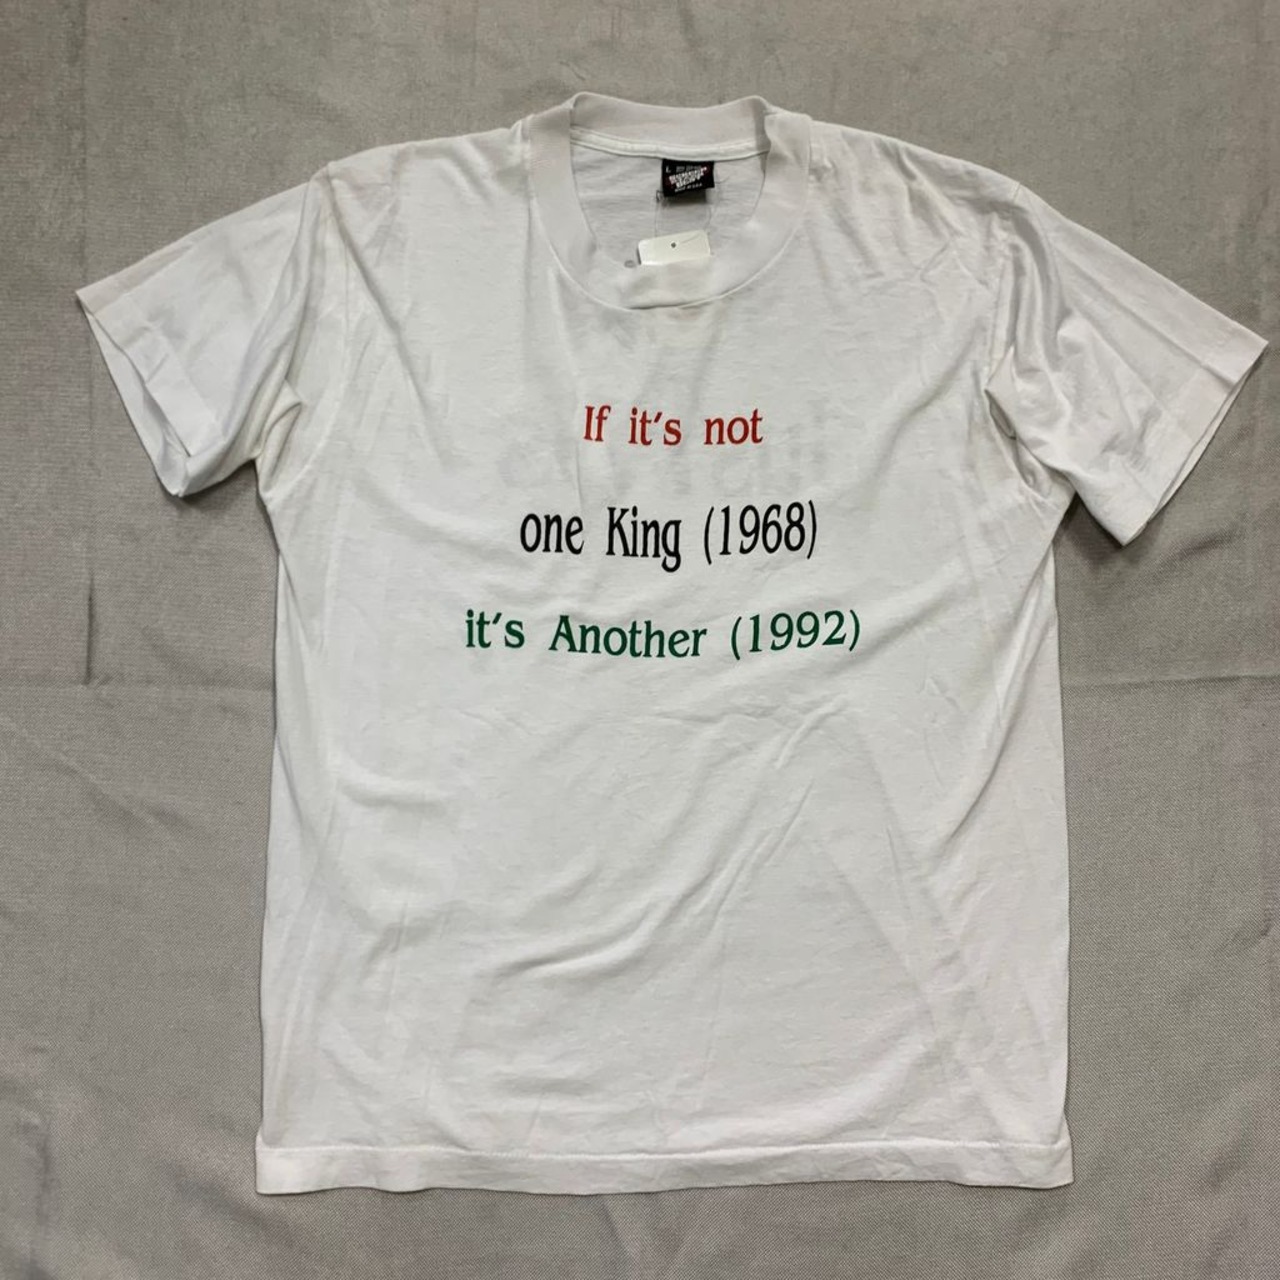 L
If it's not
one King (1968)
it's Another (1992)